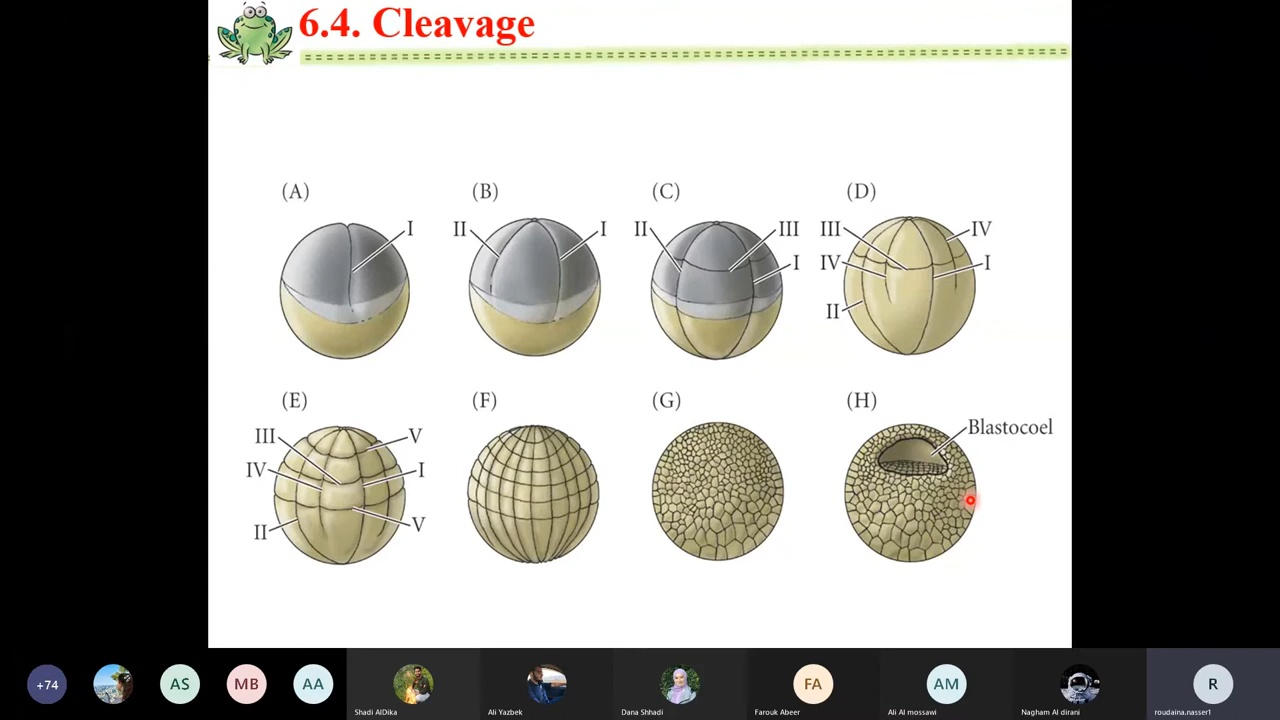 6.4. Cleavage
(A) (B) (C) (D)
I
II I
II III I
III IV IV I II
(E) (F) (G) (H)
III V IV I II V
Blastocoel
+74 AS MB AA FA AM R
Shadi AlDika Ali Yazbek Dana Shhadi Farouk Abeer Ali Al mossawi Nagham Al dirani roudaina.nasser1